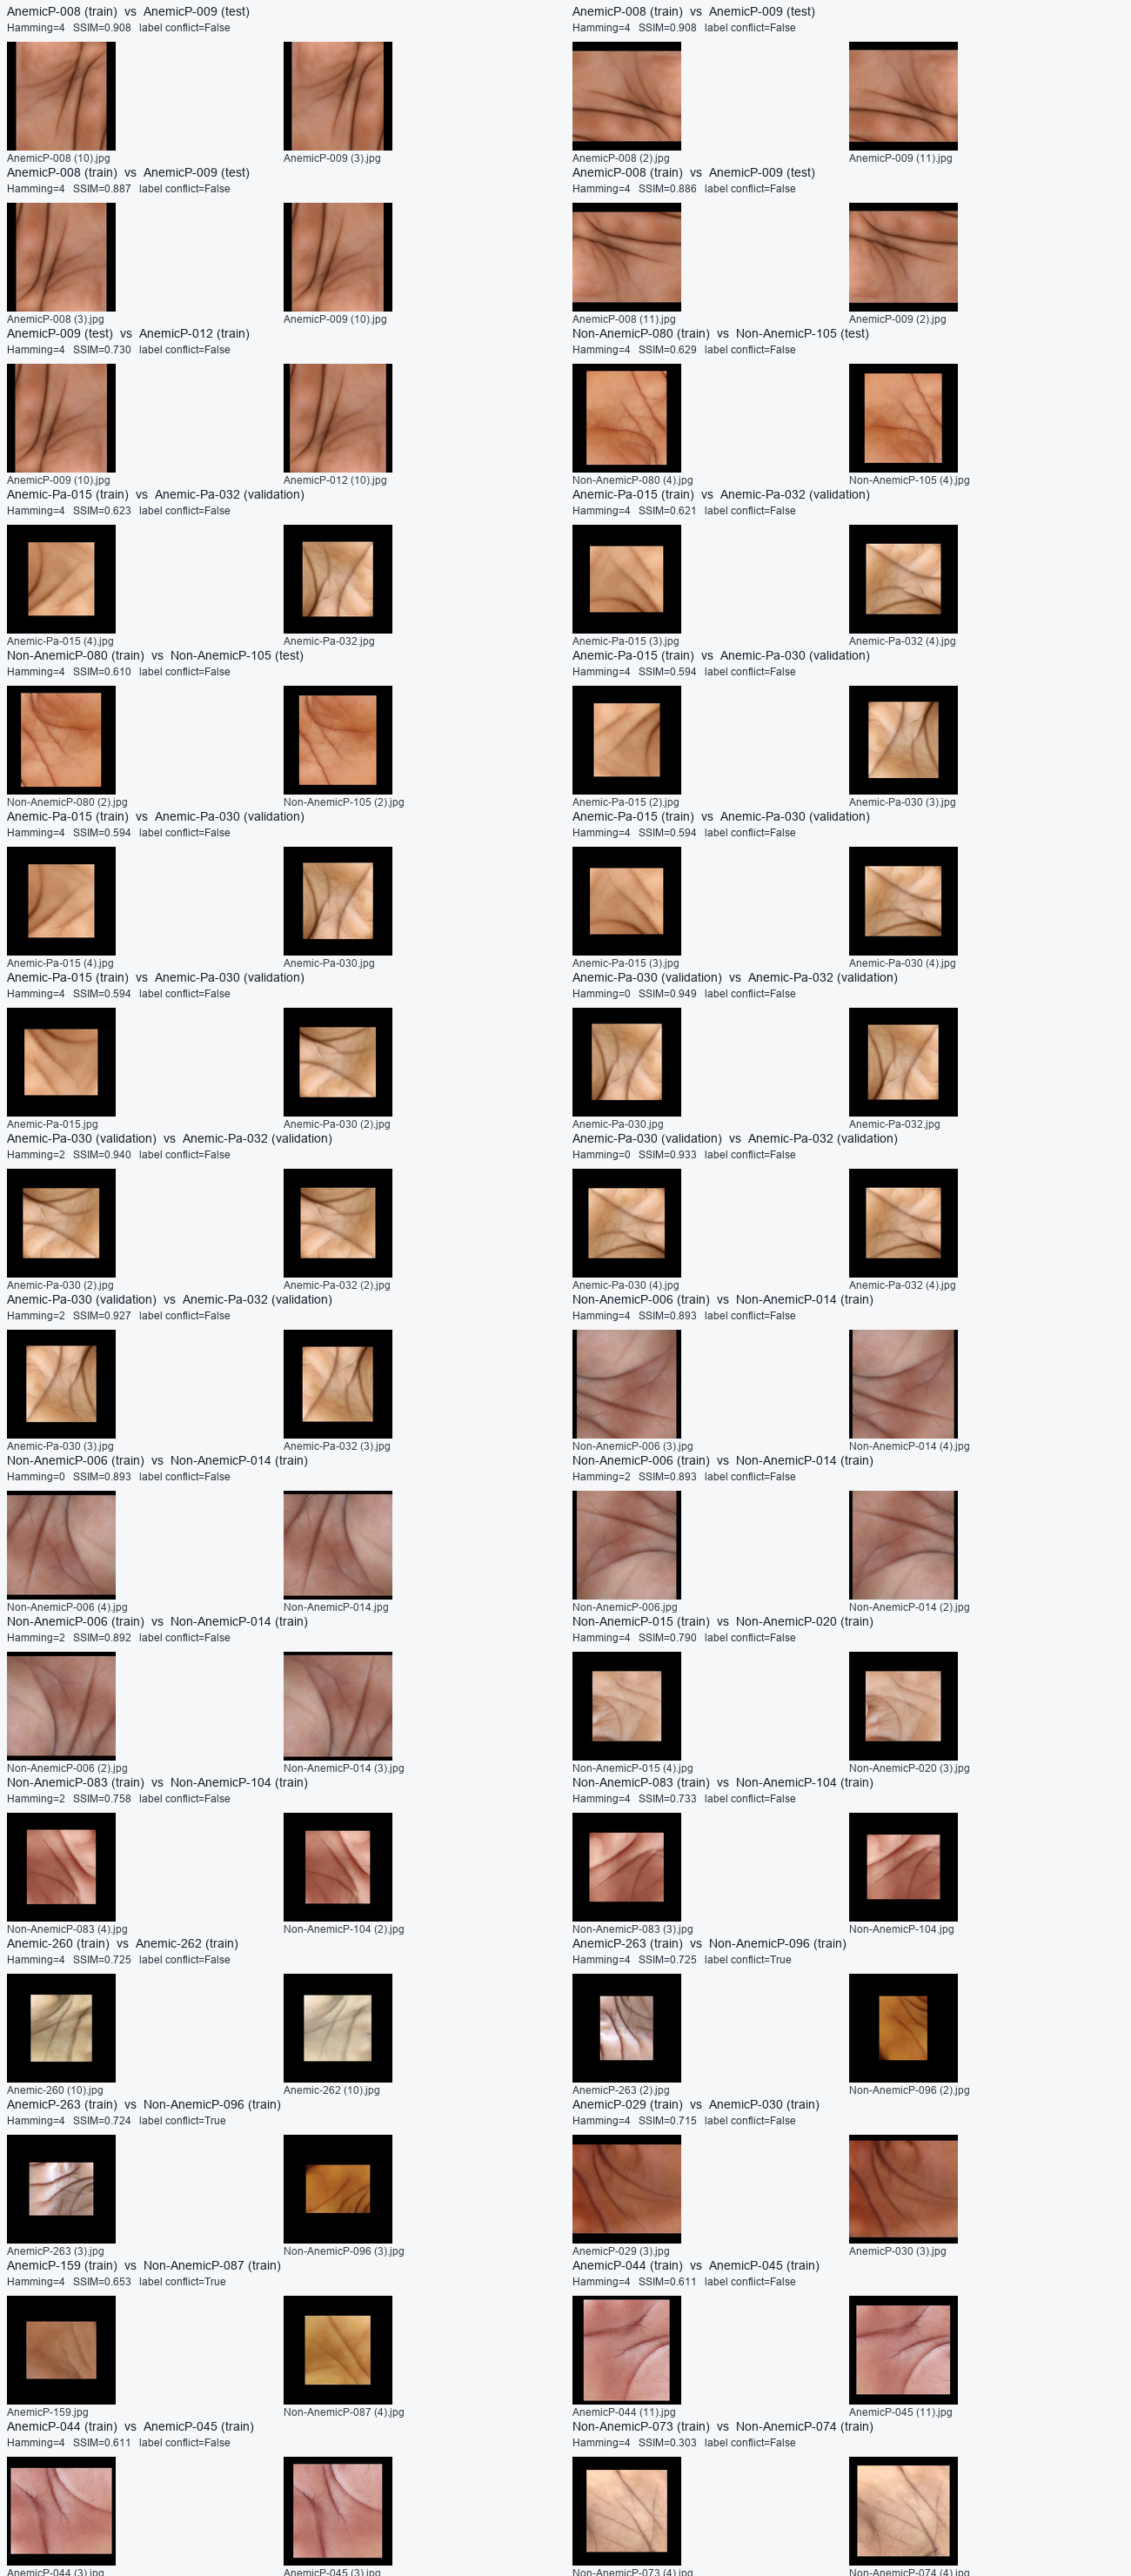 AnemicP-008 (train)  vs  AnemicP-009 (test)
Hamming=4   SSIM=0.908   label conflict=False
AnemicP-008 (10).jpg
AnemicP-009 (3).jpg
AnemicP-008 (train)  vs  AnemicP-009 (test)
Hamming=4   SSIM=0.908   label conflict=False
AnemicP-008 (2).jpg
AnemicP-009 (11).jpg
AnemicP-008 (train)  vs  AnemicP-009 (test)
Hamming=4   SSIM=0.887   label conflict=False
AnemicP-008 (3).jpg
AnemicP-009 (10).jpg
AnemicP-008 (train)  vs  AnemicP-009 (test)
Hamming=4   SSIM=0.886   label conflict=False
AnemicP-008 (11).jpg
AnemicP-009 (2).jpg
AnemicP-009 (test)  vs  AnemicP-012 (train)
Hamming=4   SSIM=0.730   label conflict=False
AnemicP-009 (10).jpg
AnemicP-012 (10).jpg
Non-AnemicP-080 (train)  vs  Non-AnemicP-105 (test)
Hamming=4   SSIM=0.629   label conflict=False
Non-AnemicP-080 (4).jpg
Non-AnemicP-105 (4).jpg
Anemic-Pa-015 (train)  vs  Anemic-Pa-032 (validation)
Hamming=4   SSIM=0.623   label conflict=False
Anemic-Pa-015 (4).jpg
Anemic-Pa-032.jpg
Anemic-Pa-015 (train)  vs  Anemic-Pa-032 (validation)
Hamming=4   SSIM=0.621   label conflict=False
Anemic-Pa-015 (3).jpg
Anemic-Pa-032 (4).jpg
Non-AnemicP-080 (train)  vs  Non-AnemicP-105 (test)
Hamming=4   SSIM=0.610   label conflict=False
Non-AnemicP-080 (2).jpg
Non-AnemicP-105 (2).jpg
Anemic-Pa-015 (train)  vs  Anemic-Pa-030 (validation)
Hamming=4   SSIM=0.594   label conflict=False
Anemic-Pa-015 (2).jpg
Anemic-Pa-030 (3).jpg
Anemic-Pa-015 (train)  vs  Anemic-Pa-030 (validation)
Hamming=4   SSIM=0.594   label conflict=False
Anemic-Pa-015 (4).jpg
Anemic-Pa-030.jpg
Anemic-Pa-015 (train)  vs  Anemic-Pa-030 (validation)
Hamming=4   SSIM=0.594   label conflict=False
Anemic-Pa-015 (3).jpg
Anemic-Pa-030 (4).jpg
Anemic-Pa-015 (train)  vs  Anemic-Pa-030 (validation)
Hamming=4   SSIM=0.594   label conflict=False
Anemic-Pa-015.jpg
Anemic-Pa-030 (2).jpg
Anemic-Pa-030 (validation)  vs  Anemic-Pa-032 (validation)
Hamming=0   SSIM=0.949   label conflict=False
Anemic-Pa-030.jpg
Anemic-Pa-032.jpg
Anemic-Pa-030 (validation)  vs  Anemic-Pa-032 (validation)
Hamming=2   SSIM=0.940   label conflict=False
Anemic-Pa-030 (2).jpg
Anemic-Pa-032 (2).jpg
Anemic-Pa-030 (validation)  vs  Anemic-Pa-032 (validation)
Hamming=0   SSIM=0.933   label conflict=False
Anemic-Pa-030 (4).jpg
Anemic-Pa-032 (4).jpg
Anemic-Pa-030 (validation)  vs  Anemic-Pa-032 (validation)
Hamming=2   SSIM=0.927   label conflict=False
Anemic-Pa-030 (3).jpg
Anemic-Pa-032 (3).jpg
Non-AnemicP-006 (train)  vs  Non-AnemicP-014 (train)
Hamming=4   SSIM=0.893   label conflict=False
Non-AnemicP-006 (3).jpg
Non-AnemicP-014 (4).jpg
Non-AnemicP-006 (train)  vs  Non-AnemicP-014 (train)
Hamming=0   SSIM=0.893   label conflict=False
Non-AnemicP-006 (4).jpg
Non-AnemicP-014.jpg
Non-AnemicP-006 (train)  vs  Non-AnemicP-014 (train)
Hamming=2   SSIM=0.893   label conflict=False
Non-AnemicP-006.jpg
Non-AnemicP-014 (2).jpg
Non-AnemicP-006 (train)  vs  Non-AnemicP-014 (train)
Hamming=2   SSIM=0.892   label conflict=False
Non-AnemicP-006 (2).jpg
Non-AnemicP-014 (3).jpg
Non-AnemicP-015 (train)  vs  Non-AnemicP-020 (train)
Hamming=4   SSIM=0.790   label conflict=False
Non-AnemicP-015 (4).jpg
Non-AnemicP-020 (3).jpg
Non-AnemicP-083 (train)  vs  Non-AnemicP-104 (train)
Hamming=2   SSIM=0.758   label conflict=False
Non-AnemicP-083 (4).jpg
Non-AnemicP-104 (2).jpg
Non-AnemicP-083 (train)  vs  Non-AnemicP-104 (train)
Hamming=4   SSIM=0.733   label conflict=False
Non-AnemicP-083 (3).jpg
Non-AnemicP-104.jpg
Anemic-260 (train)  vs  Anemic-262 (train)
Hamming=4   SSIM=0.725   label conflict=False
Anemic-260 (10).jpg
Anemic-262 (10).jpg
AnemicP-263 (train)  vs  Non-AnemicP-096 (train)
Hamming=4   SSIM=0.725   label conflict=True
AnemicP-263 (2).jpg
Non-AnemicP-096 (2).jpg
AnemicP-263 (train)  vs  Non-AnemicP-096 (train)
Hamming=4   SSIM=0.724   label conflict=True
AnemicP-263 (3).jpg
Non-AnemicP-096 (3).jpg
AnemicP-029 (train)  vs  AnemicP-030 (train)
Hamming=4   SSIM=0.715   label conflict=False
AnemicP-029 (3).jpg
AnemicP-030 (3).jpg
AnemicP-159 (train)  vs  Non-AnemicP-087 (train)
Hamming=4   SSIM=0.653   label conflict=True
AnemicP-159.jpg
Non-AnemicP-087 (4).jpg
AnemicP-044 (train)  vs  AnemicP-045 (train)
Hamming=4   SSIM=0.611   label conflict=False
AnemicP-044 (11).jpg
AnemicP-045 (11).jpg
AnemicP-044 (train)  vs  AnemicP-045 (train)
Hamming=4   SSIM=0.611   label conflict=False
AnemicP-044 (3).jpg
AnemicP-045 (3).jpg
Non-AnemicP-073 (train)  vs  Non-AnemicP-074 (train)
Hamming=4   SSIM=0.303   label conflict=False
Non-AnemicP-073 (4).jpg
Non-AnemicP-074 (4).jpg